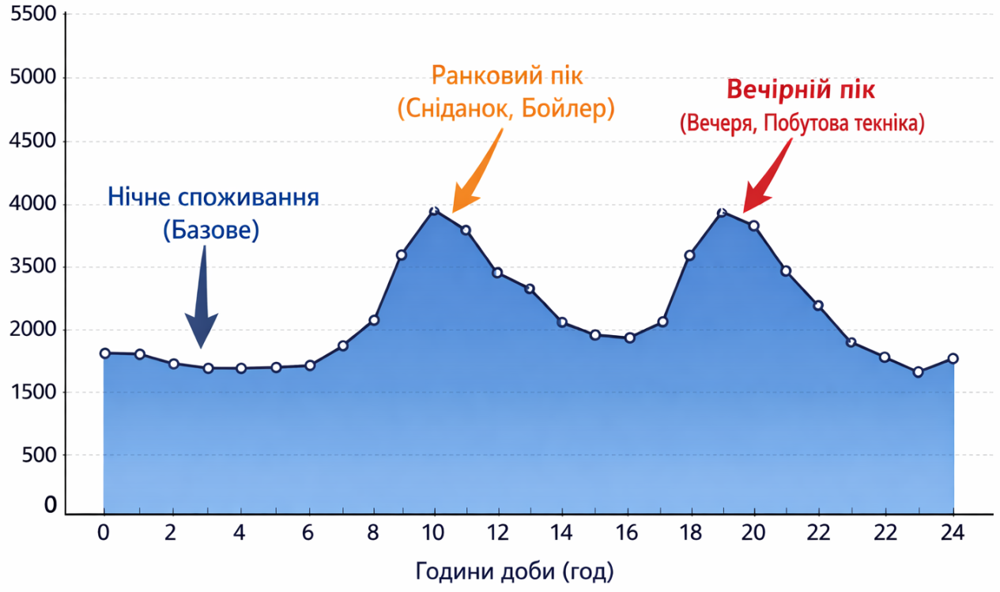 5500
5000
4500
4000
3500
2000
1500
500
0
Ранковий пік
(Сніданок, Бойлер)
Вечірній пік
(Вечеря, Побутова текніка)
Нічне споживання
(Базове)
0 2 4 6 8 10 12 14 16 18 20 22 22 24
Години доби (год)